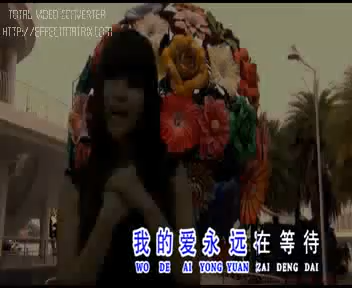 TOTAL VIDEO CONVERTER
HTTP://EFFECTMATRIX.COM
我的爱永远在等待
WO DE AI YONG YUAN ZAI DENG DAI